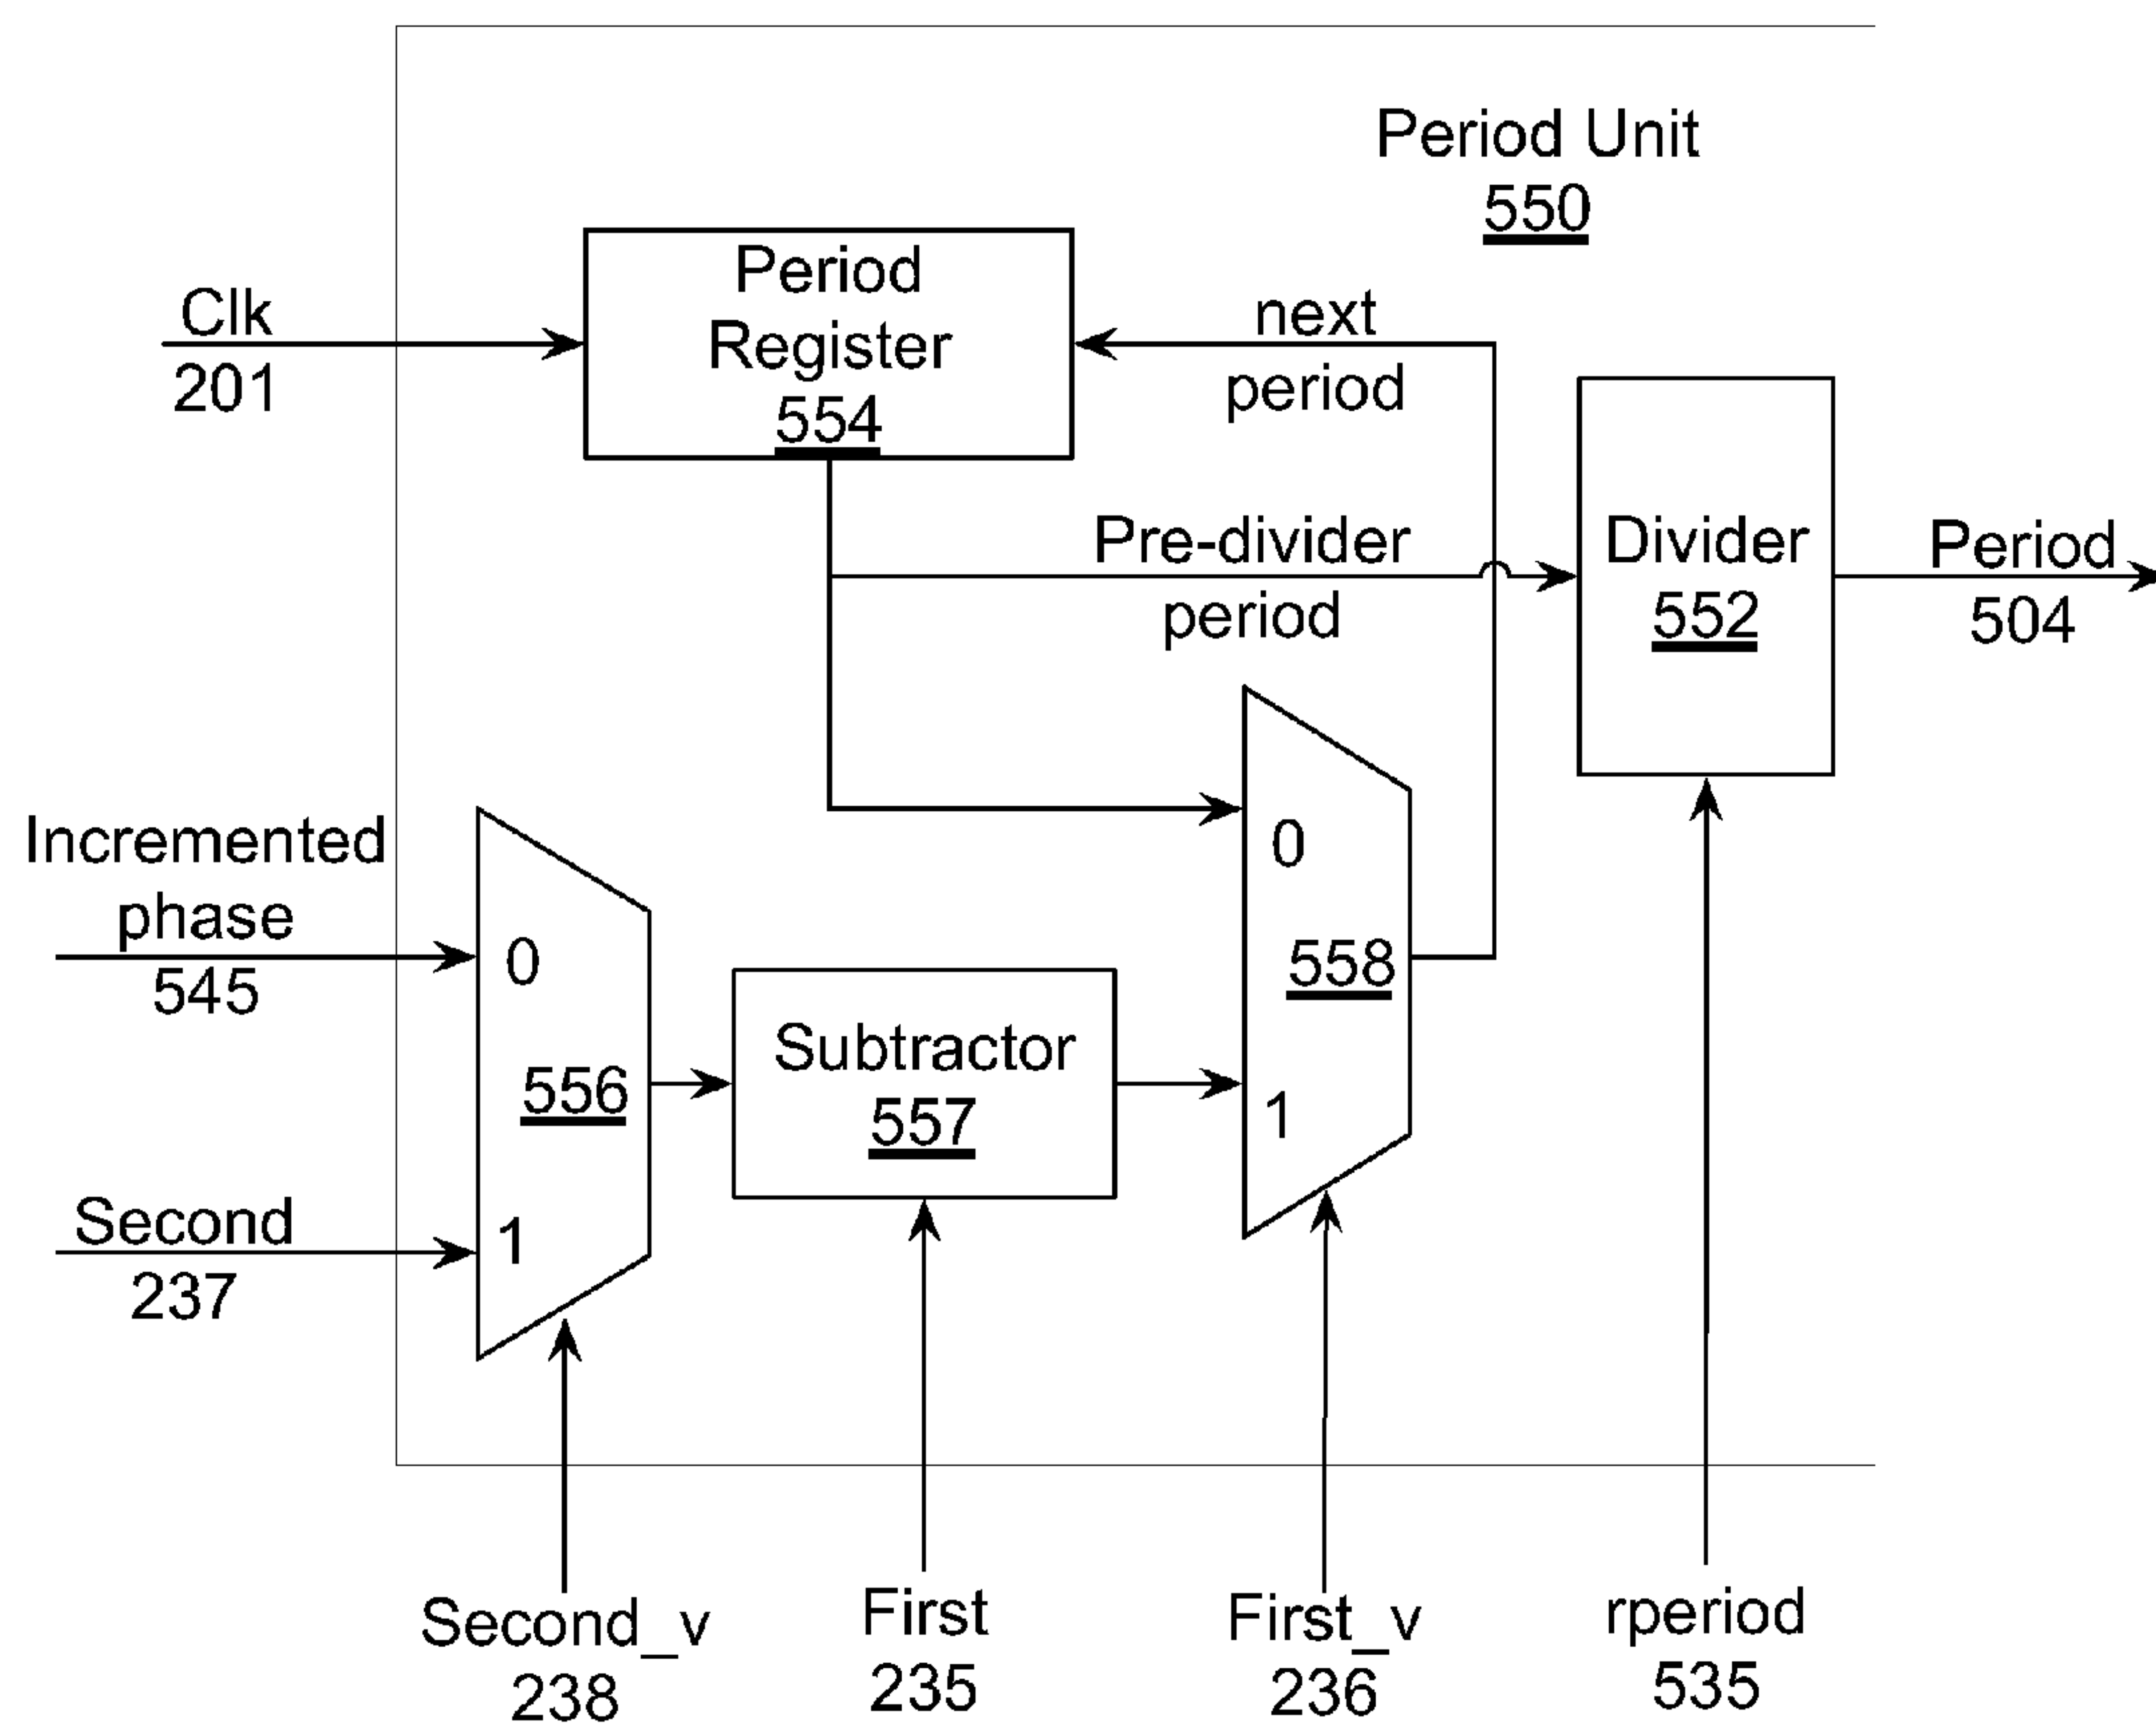 Period Unit
550
Period
Register
554
Clk
201
next
period
Pre-divider
period
Divider
552
Period
504
Incremented
phase
545
0
556
1
Second
237
Subtractor
557
0
558
1
Second_v
238
First
235
First_v
236
rperiod
535